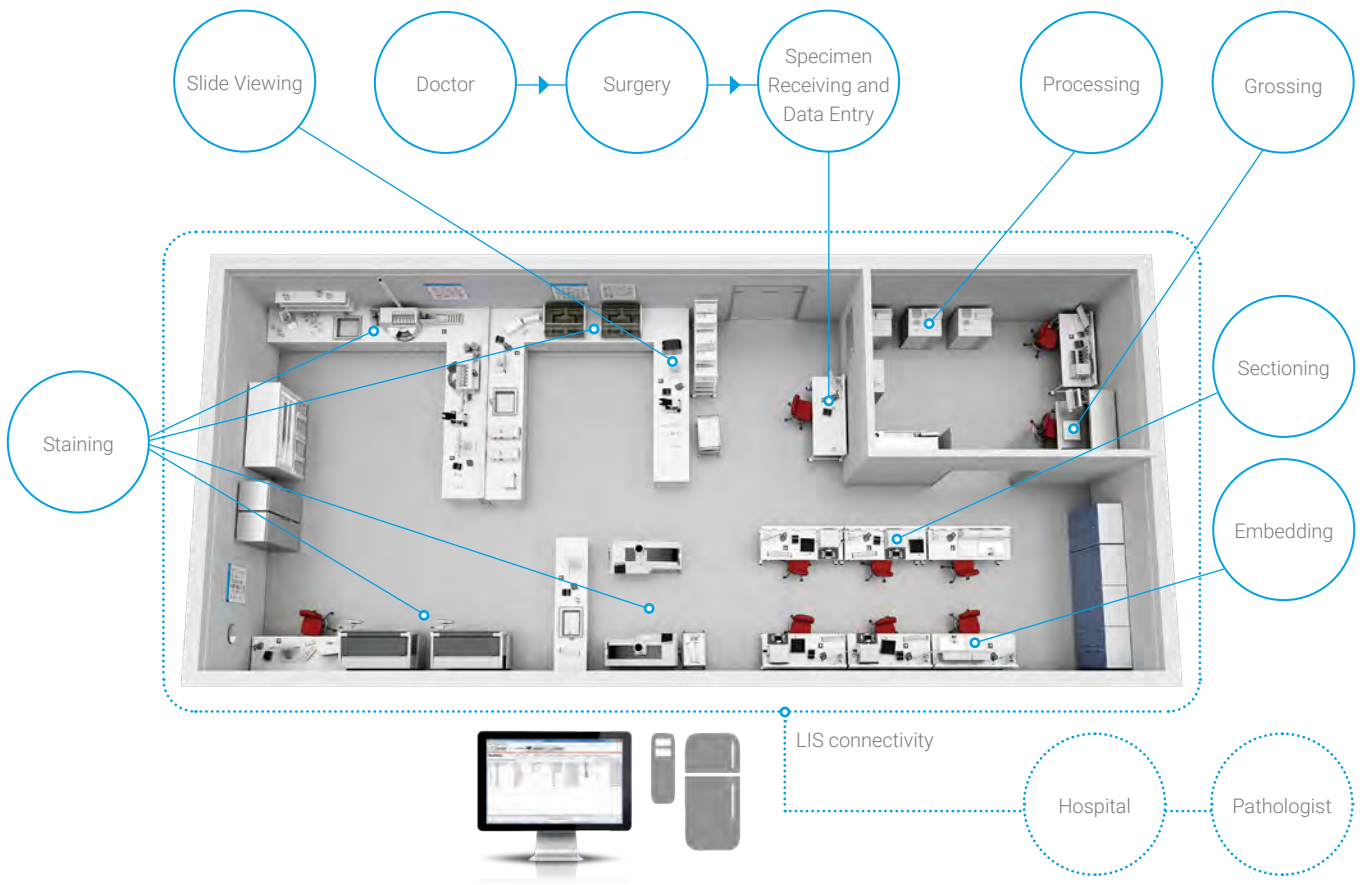 Slide Viewing
Doctor
Surgery
Specimen
Receiving and
Data Entry
Processing
Grossing
Sectioning
Staining
Embedding
LIS connectivity
Hospital
Pathologist